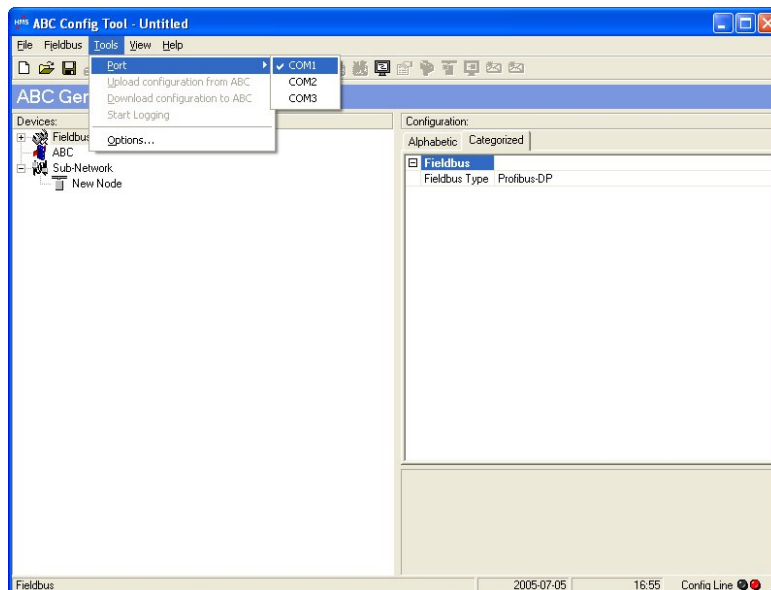 HMS ABC Config Tool - Untitled
File Fieldbus Tools View Help
Port
COM1
Upload configuration from ABC
COM2
Download configuration to ABC
COM3
Start Logging
Options...
ABC Ger
Devices:
Fieldbus
ABC
Sub-Network
New Node
Configuration:
Alphabetic Categorized
Fieldbus
Fieldbus Type Profibus-DP
Fieldbus 2005-07-05 16:55 Config Line